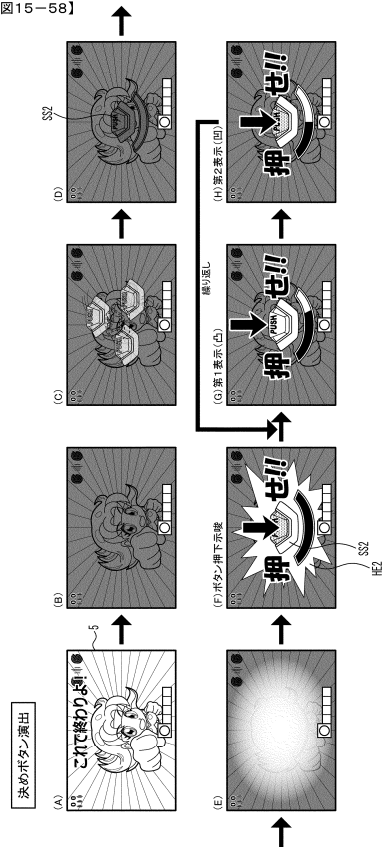 図15-58】
決めボタン演出
(A)
これで終わりよ!
5
(B)
(C)
(D)
SS2
PUSH
(E)
(F)ボタン押下示唆
押せ!!
SS2
HE2
(G)第1表示(凸)
押せ!!
PUSH
繰り返し
(H)第2表示(凹)
押せ!!
PUSH